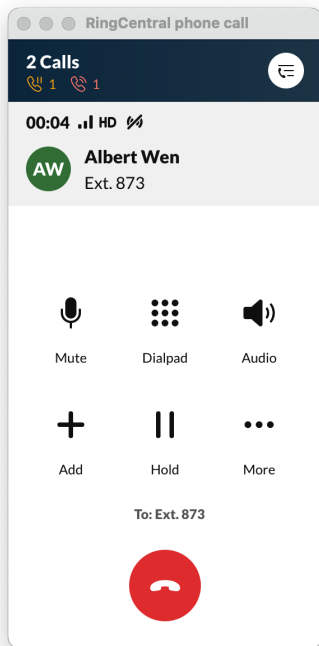 RingCentral phone call
2 Calls
1 1
00:04 HD
AW
Albert Wen
Ext. 873
Mute Dialpad Audio
Add Hold More
To: Ext. 873